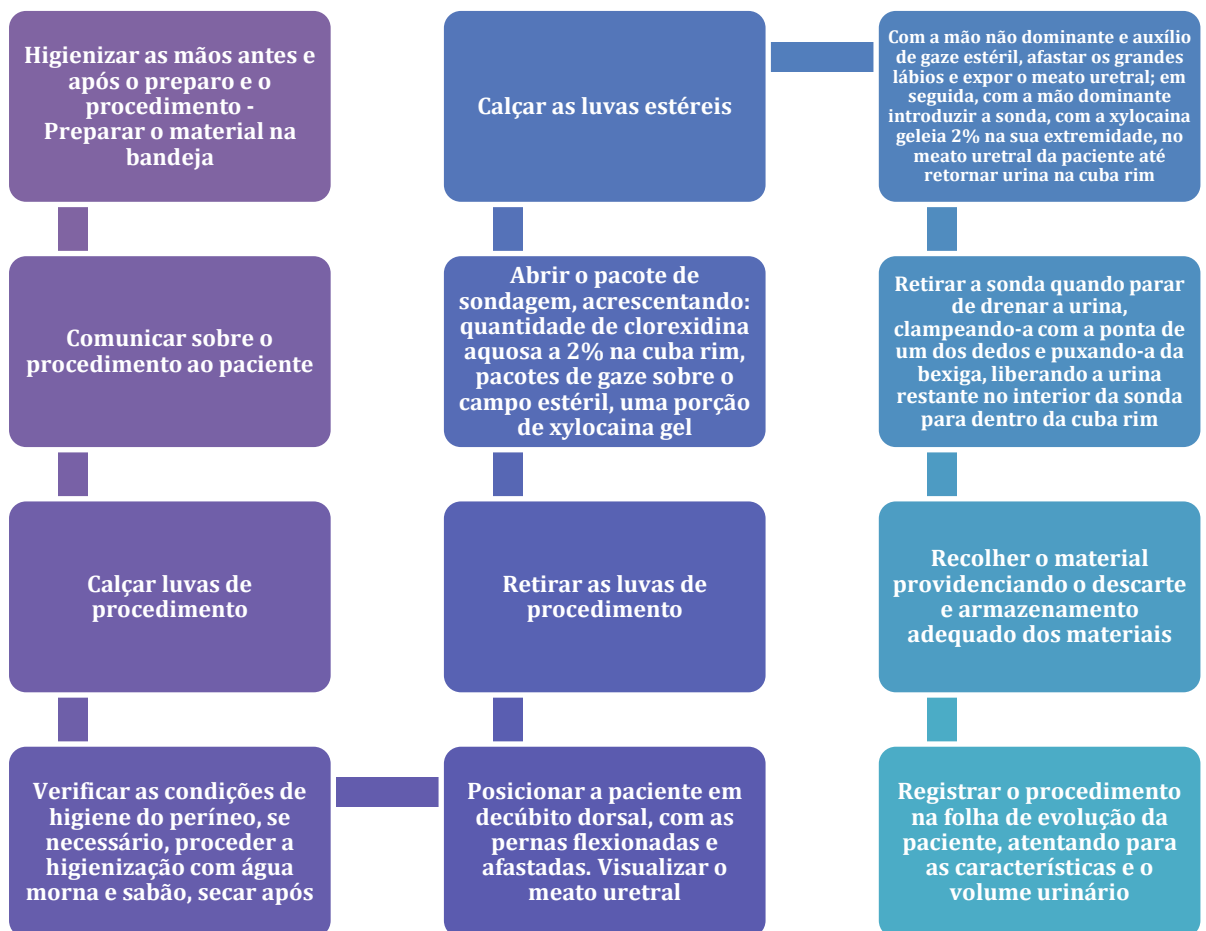 Higienizar as mãos antes e
após o preparo e o
procedimento -
Preparar o material na
bandeja
Comunicar sobre o
procedimento ao paciente
Calçar luvas de
procedimento
Verificar as condições de
higiene do períneo, se
necessário, proceder a
higienização com água
morna e sabão, secar após
Posicionar a paciente em
decúbito dorsal, com as
pernas flexionadas e
afastadas. Visualizar o
meato uretral
Retirar as luvas de
procedimento
Abrir o pacote de
sondagem, acrescentando:
quantidade de clorexidina
aquosa a 2% na cuba rim,
pacotes de gaze sobre o
campo estéril, uma porção
de xylocaina gel
Calçar as luvas estéreis
Com a mão não dominante e auxílio
de gaze estéril, afastar os grandes
lábios e expor o meato uretral; em
seguida, com a mão dominante
introduzir a sonda, com a xylocaina
geleia 2% na sua extremidade, no
meato uretral da paciente até
retornar urina na cuba rim
Retirar a sonda quando parar
de drenar a urina,
clampeando-a com a ponta de
um dos dedos e puxando-a da
bexiga, liberando a urina
restante no interior da sonda
para dentro da cuba rim
Recolher o material
providenciando o descarte
e armazenamento
adequado dos materiais
Registrar o procedimento
na folha de evolução da
paciente, atentando para
as características e o
volume urinário